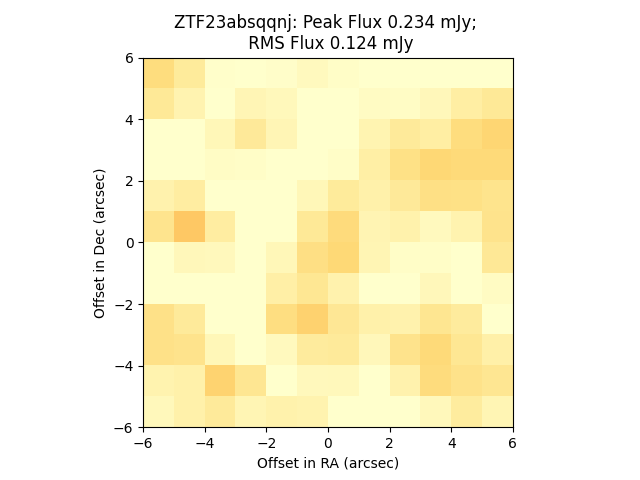 ZTF23absqqnj: Peak Flux 0.234 mJy;
RMS Flux 0.124 mJy
6
4
2
0
−2
−4
−6
Offset in Dec (arcsec)
−6 −4 −2 0 2 4 6
Offset in RA (arcsec)